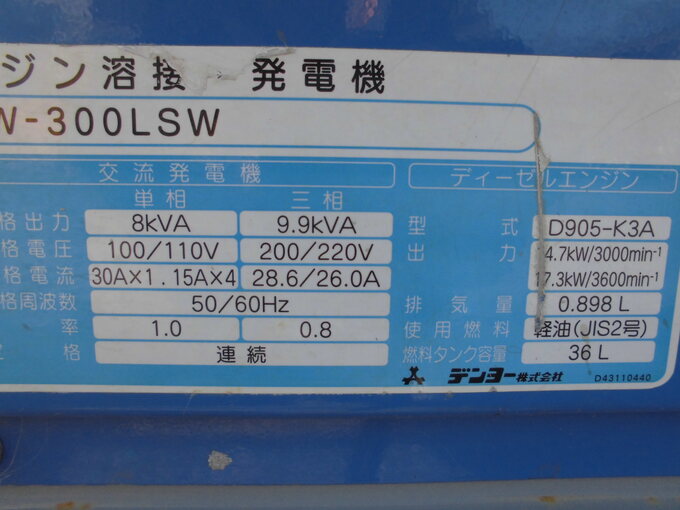 ジン溶接 発電機
W-300LSW
交流発電機
単相 三相
格出力 8kVA 9.9kVA
格電圧 100/110V 200/220V
格電流 30A×1.15A×4 28.6/26.0A
格周波数 50/60Hz
率 1.0 0.8
格 連続
ディーゼルエンジン
型式 D905-K3A
出力 4.7kW/3000min-1
17.3kW/3600min-1
排気量 0.898 L
使用燃料 軽油(JIS2号)
燃料タンク容量 36 L
デンヨー株式会社 D43110440